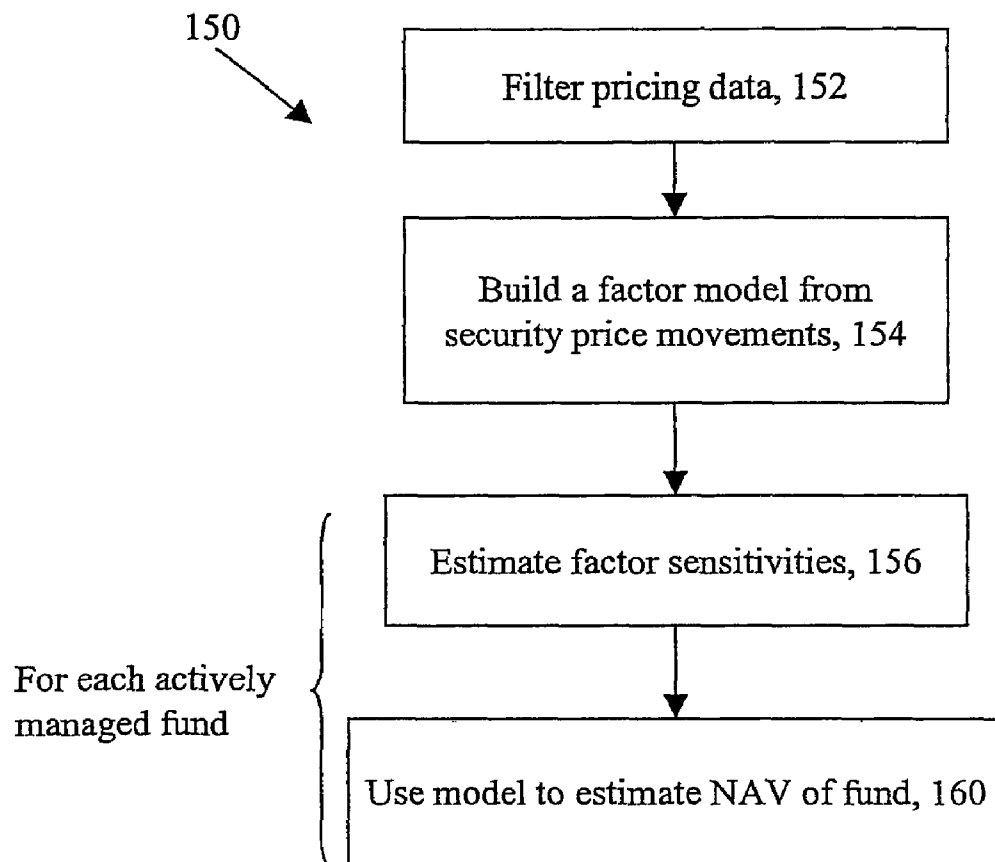 150
Filter pricing data, 152
Build a factor model from
security price movements, 154
Estimate factor sensitivities, 156
For each actively
managed fund
Use model to estimate NAV of fund, 160